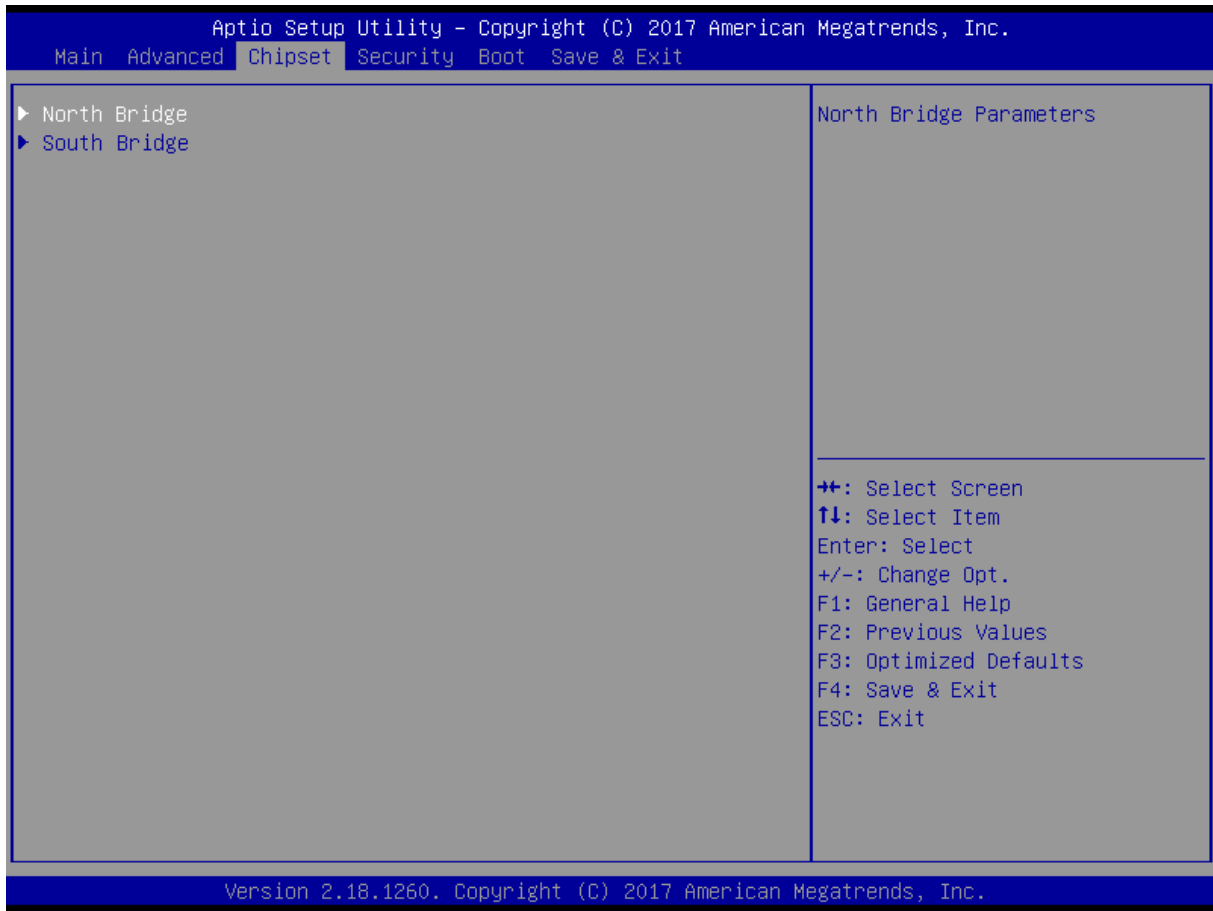 Aptio Setup Utility – Copyright (C) 2017 American Megatrends, Inc.
Main Advanced Chipset Security Boot Save & Exit
▶ North Bridge
▶ South Bridge
North Bridge Parameters
→←: Select Screen
↑↓: Select Item
Enter: Select
+/-: Change Opt.
F1: General Help
F2: Previous Values
F3: Optimized Defaults
F4: Save & Exit
ESC: Exit
Version 2.18.1260. Copyright (C) 2017 American Megatrends, Inc.